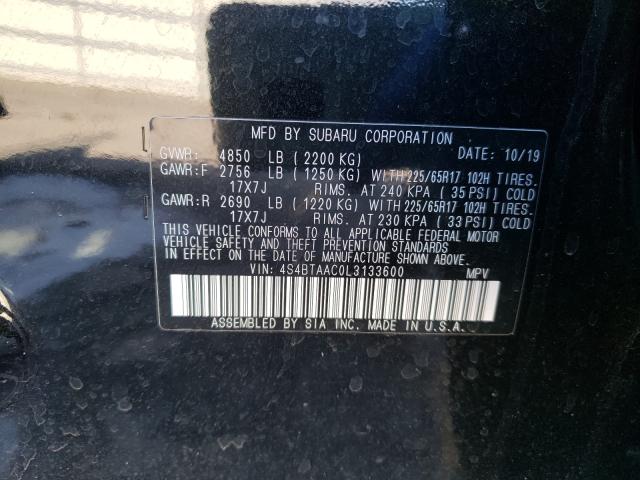 MFD BY SUBARU CORPORATION
GVWR: 4850 LB (2200 KG) DATE: 10/19
GAWR:F 2756 LB (1250 KG) WITH 225/65R17 102H TIRES.
17X7J RIMS. AT 240 KPA (35 PSI) COLD
GAWR:R 2690 LB (1220 KG) WITH 225/65R17 102H TIRES.
17X7J RIMS. AT 230 KPA (33 PSI) COLD
THIS VEHICLE CONFORMS TO ALL APPLICABLE FEDERAL MOTOR
VEHICLE SAFETY AND THEFT PREVENTION STANDARDS
IN EFFECT ON THE DATE OF MANUFACTURE SHOWN ABOVE.
VIN: 4S4BTAAC0L3133600 MPV
ASSEMBLED BY SIA INC. MADE IN U.S.A.